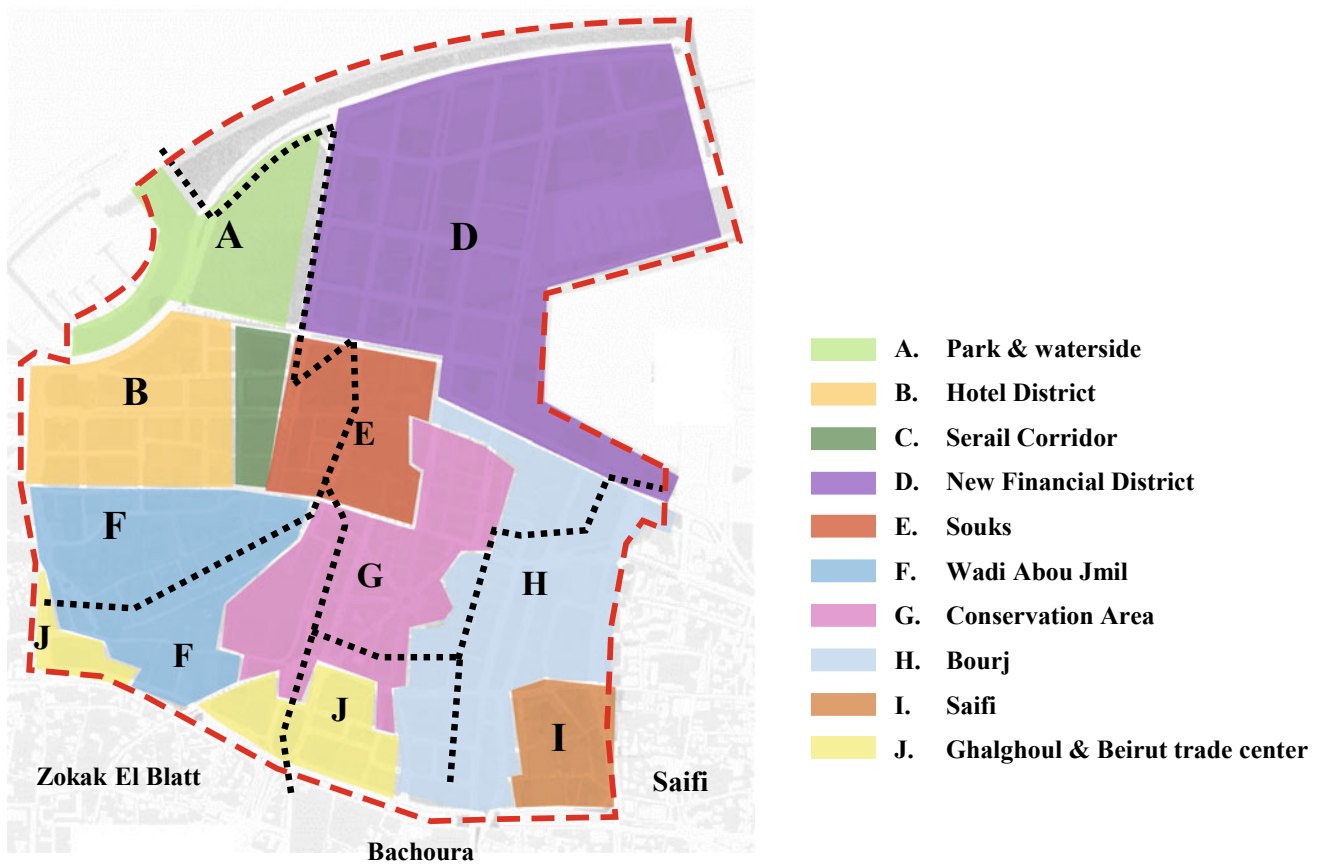 A
D
B
E
F
G
H
J
F
J
I
Zokak El Blatt
Saifi
Bachoura
A. Park & waterside
B. Hotel District
C. Serail Corridor
D. New Financial District
E. Souks
F. Wadi Abou Jmil
G. Conservation Area
H. Bourj
I. Saifi
J. Ghalghoul & Beirut trade center